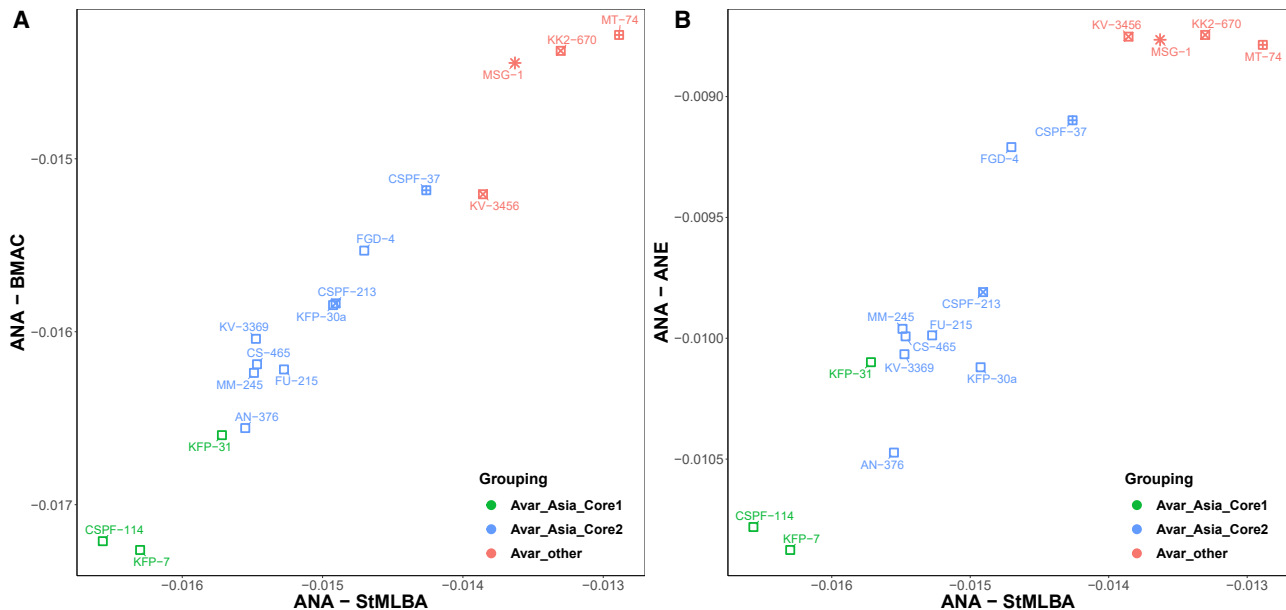 A
MT−74
KK2−670
MSG−1
−0.015
CSPF−37
KV−3456
FGD−4
CSPF−213
KFP−30a
−0.016
KV−3369
CS−465
MM−245
FU−215
AN−376
KFP−31
−0.017
CSPF−114
KFP−7
Grouping
Avar_Asia_Core1
Avar_Asia_Core2
Avar_other
−0.016
−0.015
−0.014
−0.013
ANA − StMLBA
ANA − BMAC
B
KV−3456
KK2−670
MSG−1
MT−74
−0.0090
CSPF−37
FGD−4
−0.0095
CSPF−213
MM−245
FU−215
−0.0100
CS−465
KV−3369
KFP−31
KFP−30a
AN−376
−0.0105
CSPF−114
KFP−7
Grouping
Avar_Asia_Core1
Avar_Asia_Core2
Avar_other
−0.016
−0.015
−0.014
−0.013
ANA − StMLBA
ANA − ANE